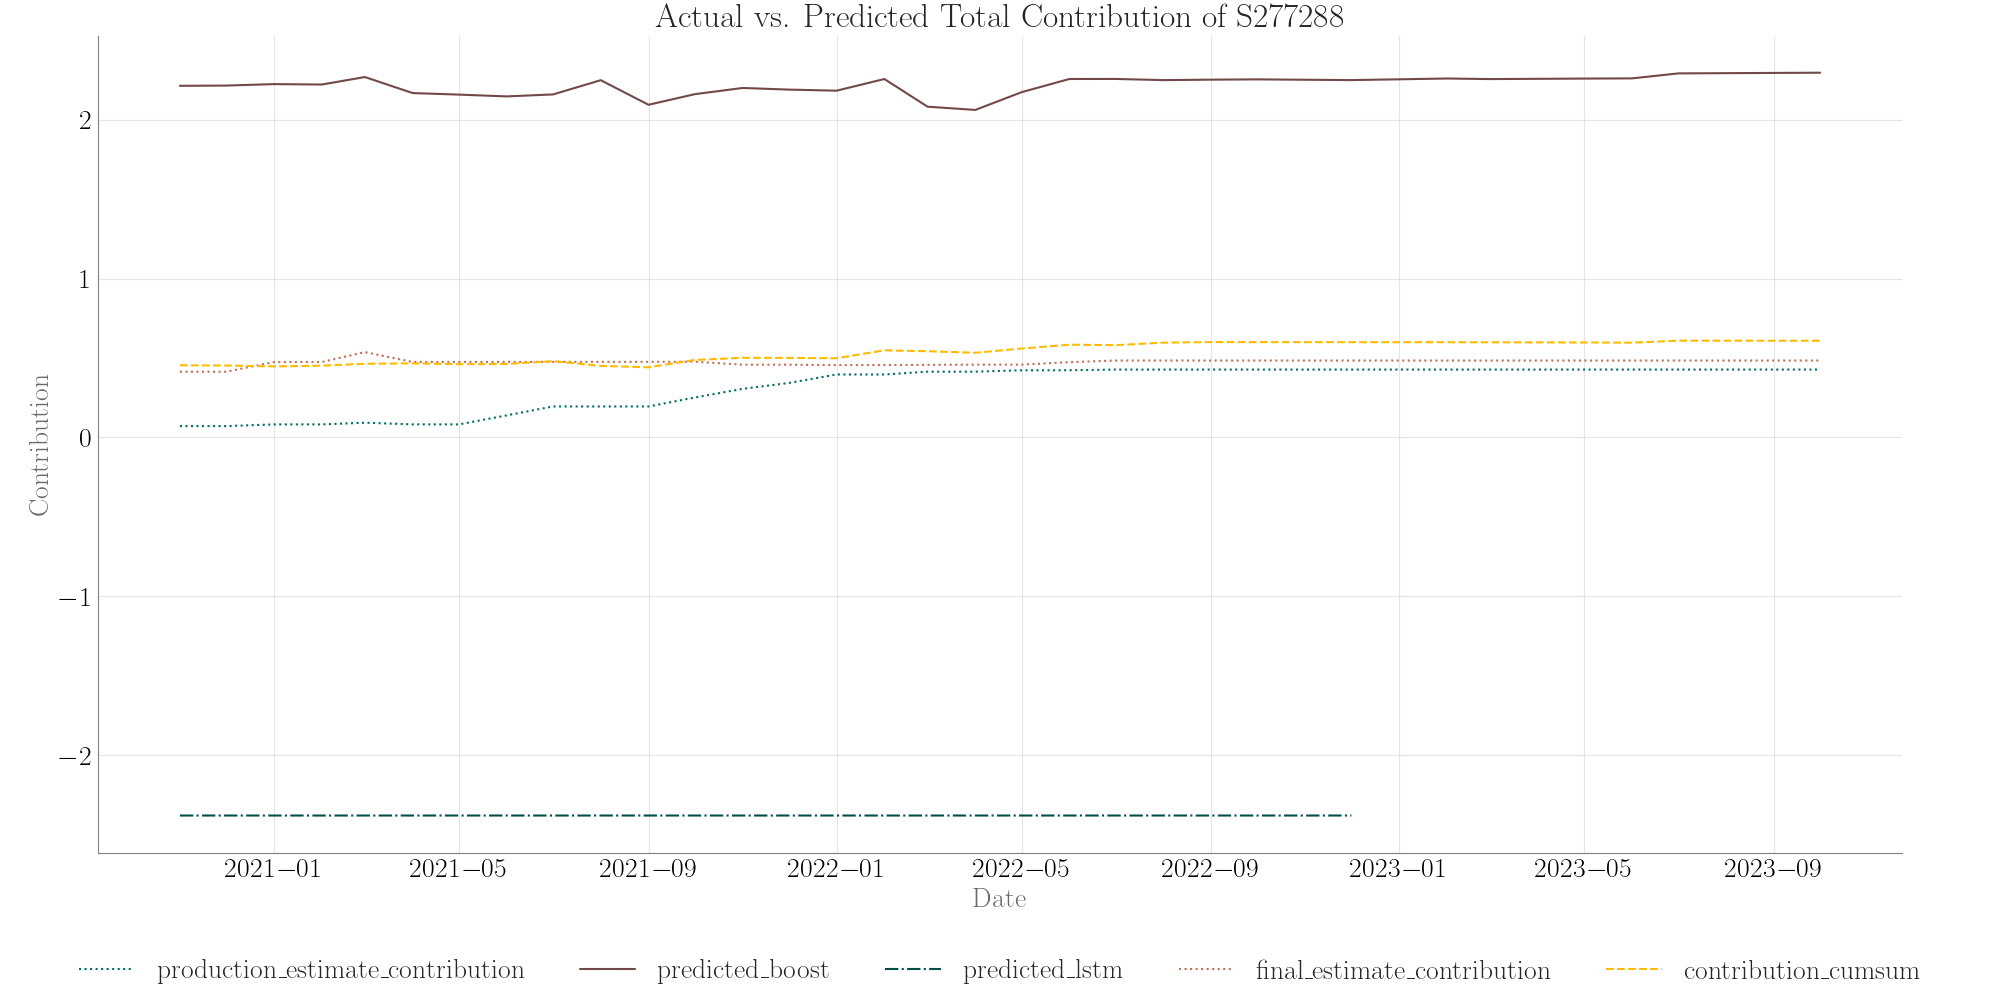 Actual vs. Predicted Total Contribution of S277288
2
1
0
−1
−2
Contribution
2021−01 2021−05 2021−09 2022−01 2022−05 2022−09 2023−01 2023−05 2023−09
Date
production_estimate_contribution predicted_boost predicted_lstm final_estimate_contribution contribution_cumsum